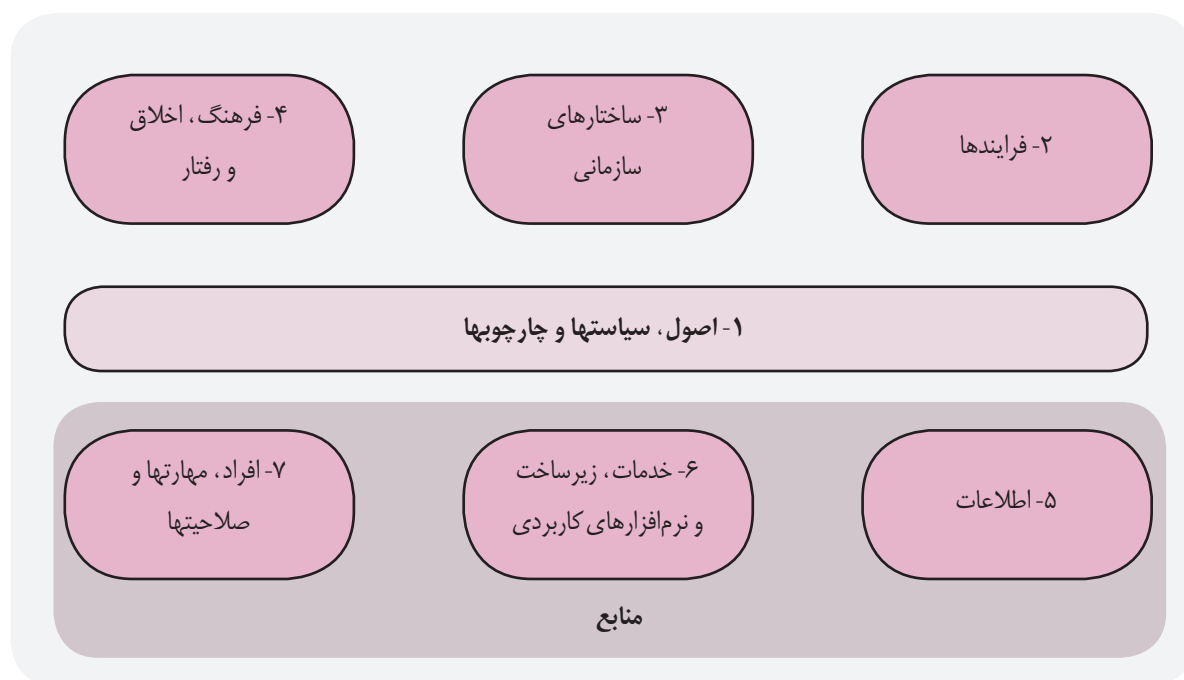 ۲- فرایندها
۳- ساختارهای
سازمانی
۴- فرهنگ، اخلاق
و رفتار
۱- اصول، سیاستها و چارچوبها
۵- اطلاعات
۶- خدمات، زیرساخت
و نرم‌افزارهای کاربردی
۷- افراد، مهارتها و
صلاحیتها
منابع